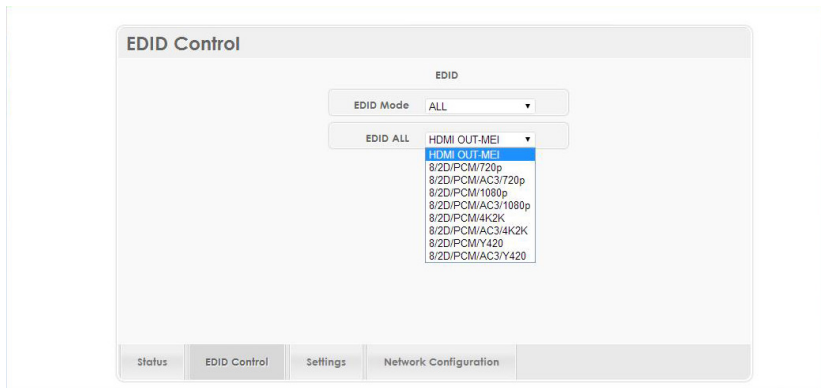 EDID Control
EDID
EDID Mode ALL
EDID ALL HDMI OUT-MEI
HDMI OUT-MEI
8/2D/PCM/720p
8/2D/PCM/AC3/720p
8/2D/PCM/1080p
8/2D/PCM/AC3/1080p
8/2D/PCM/4K2K
8/2D/PCM/AC3/4K2K
8/2D/PCM/Y420
8/2D/PCM/AC3/Y420
Status EDID Control Settings Network Configuration